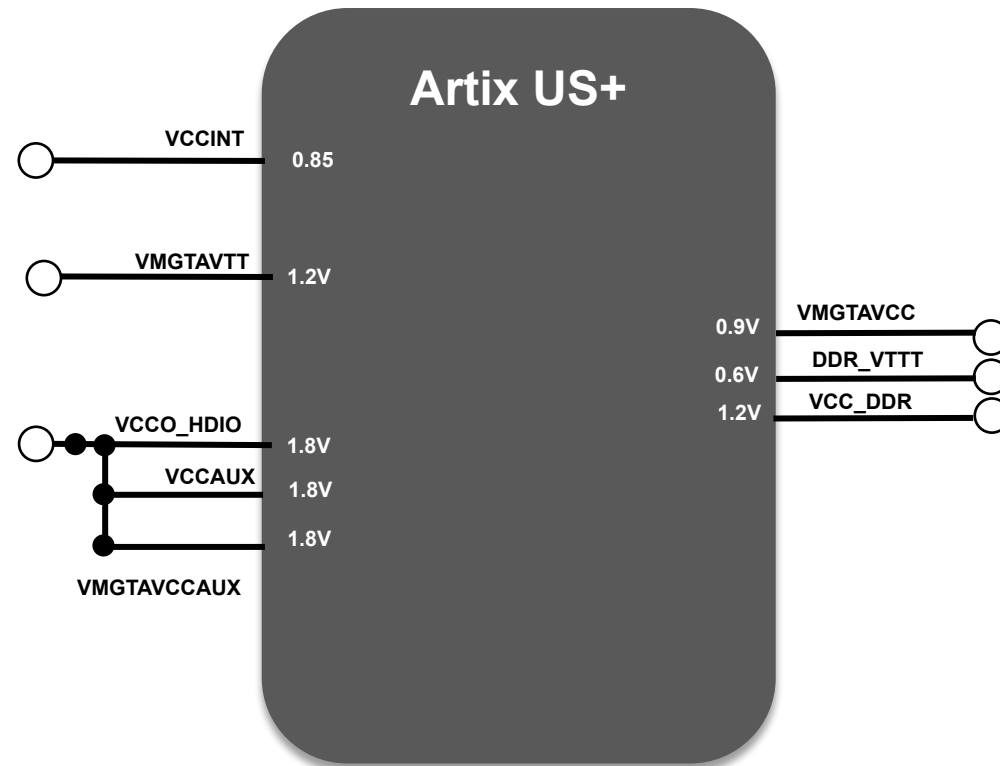 Artix US+
VCCINT
0.85
VMGTAVTT
1.2V
VCCO_HDIO
1.8V
VCCAUX
1.8V
1.8V
VMGTAVCCAUX
VMGTAVCC
0.9V
DDR_VTTT
0.6V
VCC_DDR
1.2V